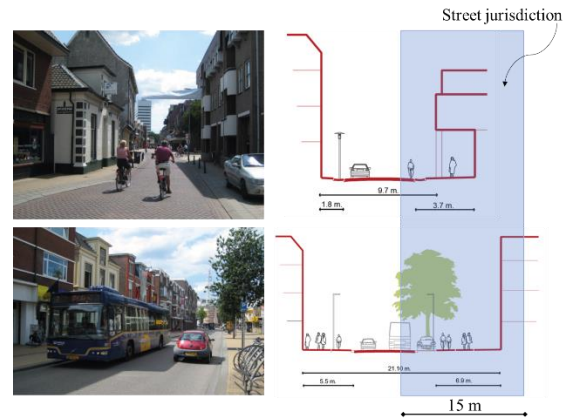 Street jurisdiction
9.7 m.
1.8 m.
3.7 m.
21.10 m.
5.5 m.
6.9 m.
15 m